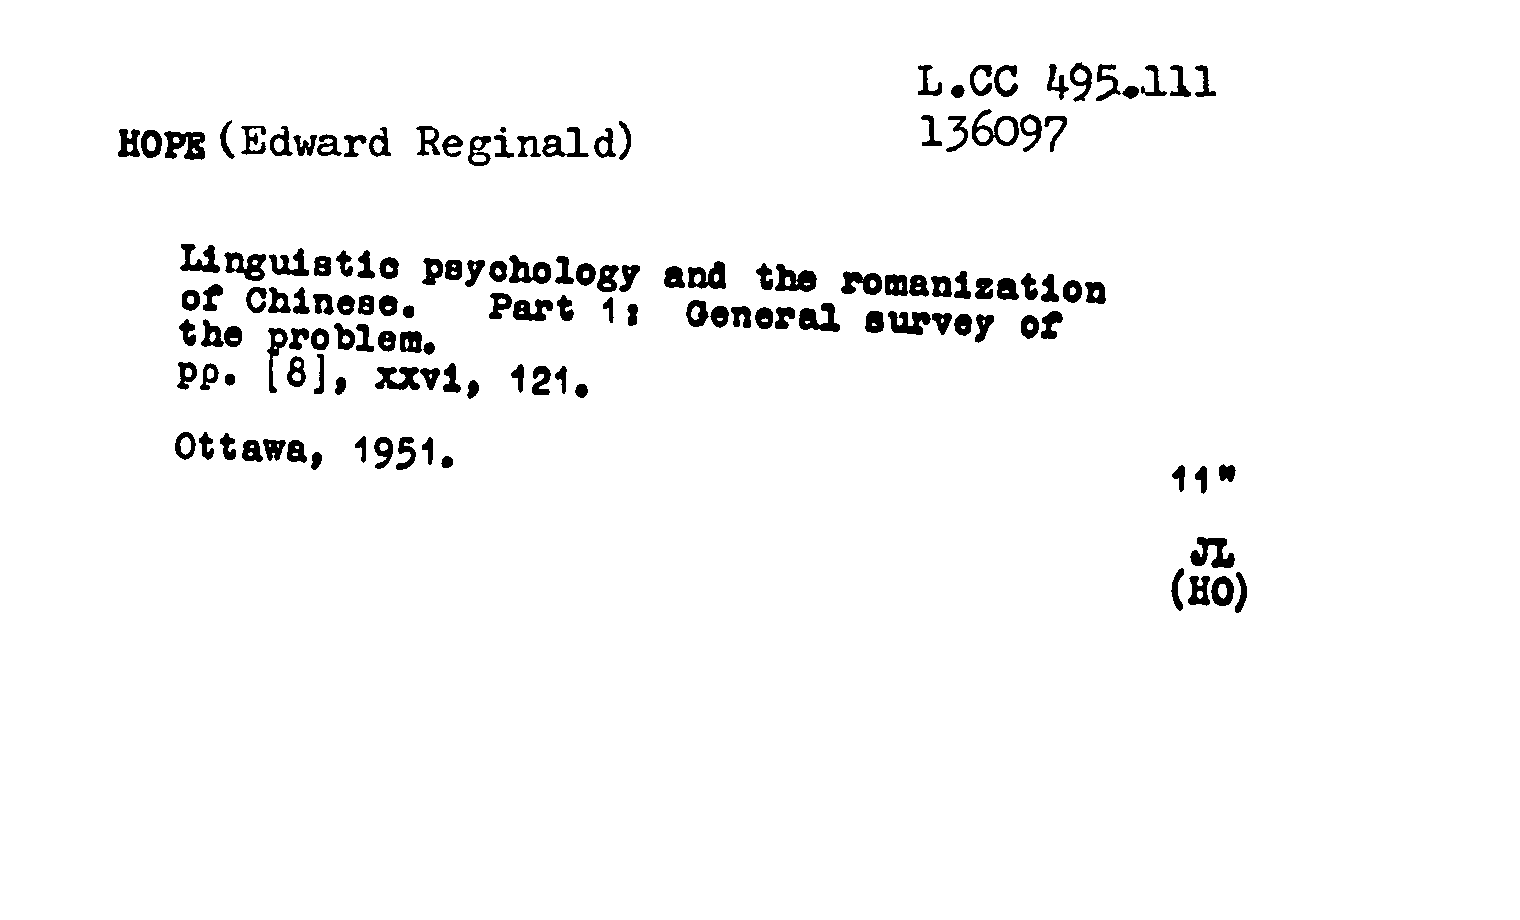 L.CC 495.111
HOPE (Edward Reginald)
136097
Linguistic psychology and the romanization
of Chinese. Part 1: General survey of
the problem.
pp. [8], xxvi, 121.
Ottawa, 1951.
11"
JL
(HO)